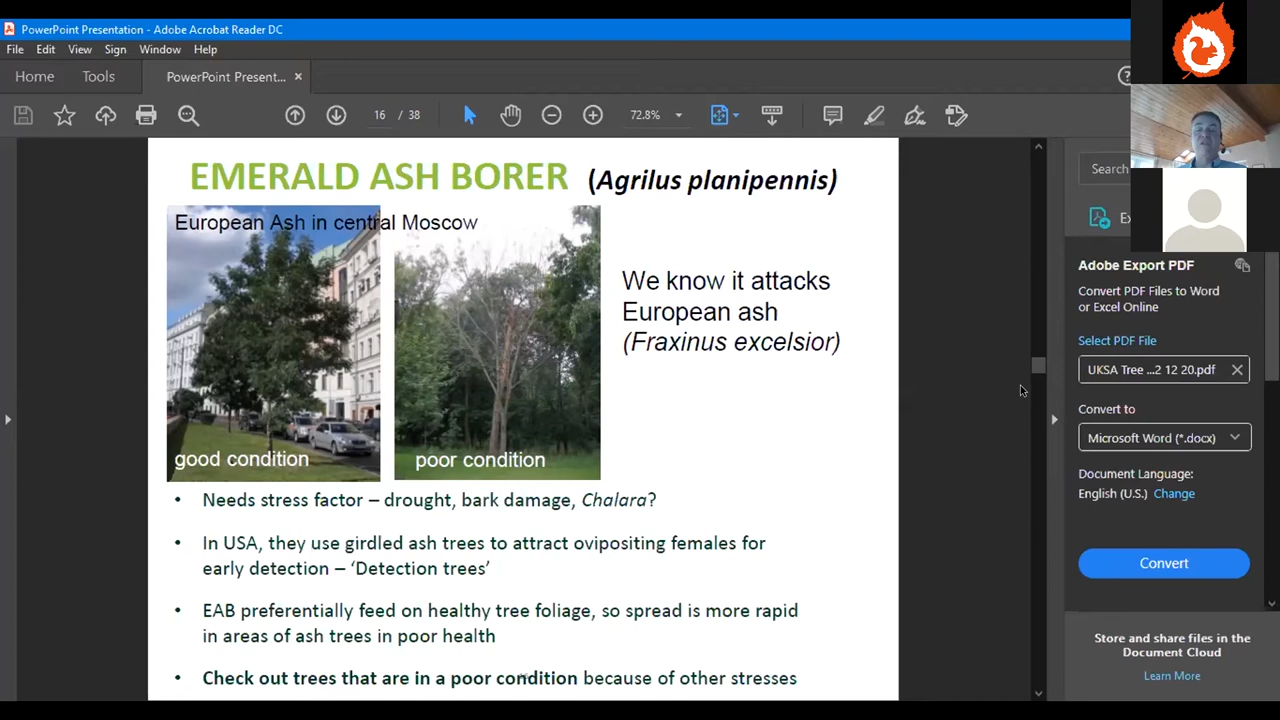 PowerPoint Presentation - Adobe Acrobat Reader DC
File Edit View Sign Window Help
Home Tools PowerPoint Present... ×
16 / 38 72.8%
EMERALD ASH BORER (Agrilus planipennis)
European Ash in central Moscow
good condition
poor condition
We know it attacks
European ash
(Fraxinus excelsior)
• Needs stress factor – drought, bark damage, Chalara?
• In USA, they use girdled ash trees to attract ovipositing females for
early detection – ‘Detection trees’
• EAB preferentially feed on healthy tree foliage, so spread is more rapid
in areas of ash trees in poor health
• Check out trees that are in a poor condition because of other stresses
Search
Ex
Adobe Export PDF
Convert PDF Files to Word
or Excel Online
Select PDF File
UKSA Tree ...2 12 20.pdf
Convert to
Microsoft Word (*.docx)
Document Language:
English (U.S.) Change
Convert
Store and share files in the
Document Cloud
Learn More